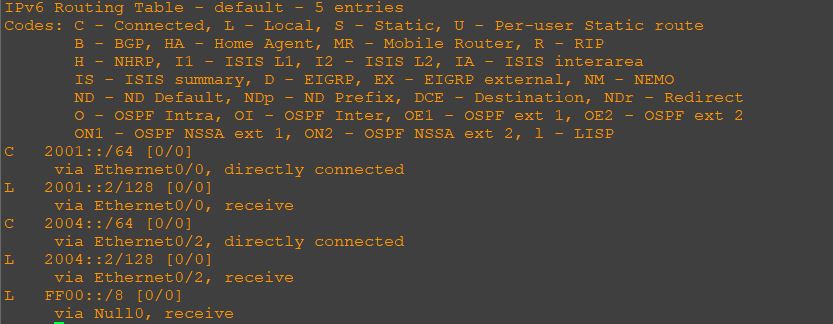 IPv6 Routing Table - default - 5 entries
Codes: C - Connected, L - Local, S - Static, U - Per-user Static route
       B - BGP, HA - Home Agent, MR - Mobile Router, R - RIP
       H - NHRP, I1 - ISIS L1, I2 - ISIS L2, IA - ISIS interarea
       IS - ISIS summary, D - EIGRP, EX - EIGRP external, NM - NEMO
       ND - ND Default, NDp - ND Prefix, DCE - Destination, NDr - Redirect
       O - OSPF Intra, OI - OSPF Inter, OE1 - OSPF ext 1, OE2 - OSPF ext 2
       ON1 - OSPF NSSA ext 1, ON2 - OSPF NSSA ext 2, l - LISP
C   2001::/64 [0/0]
     via Ethernet0/0, directly connected
L   2001::2/128 [0/0]
     via Ethernet0/0, receive
C   2004::/64 [0/0]
     via Ethernet0/2, directly connected
L   2004::2/128 [0/0]
     via Ethernet0/2, receive
L   FF00::/8 [0/0]
     via Null0, receive